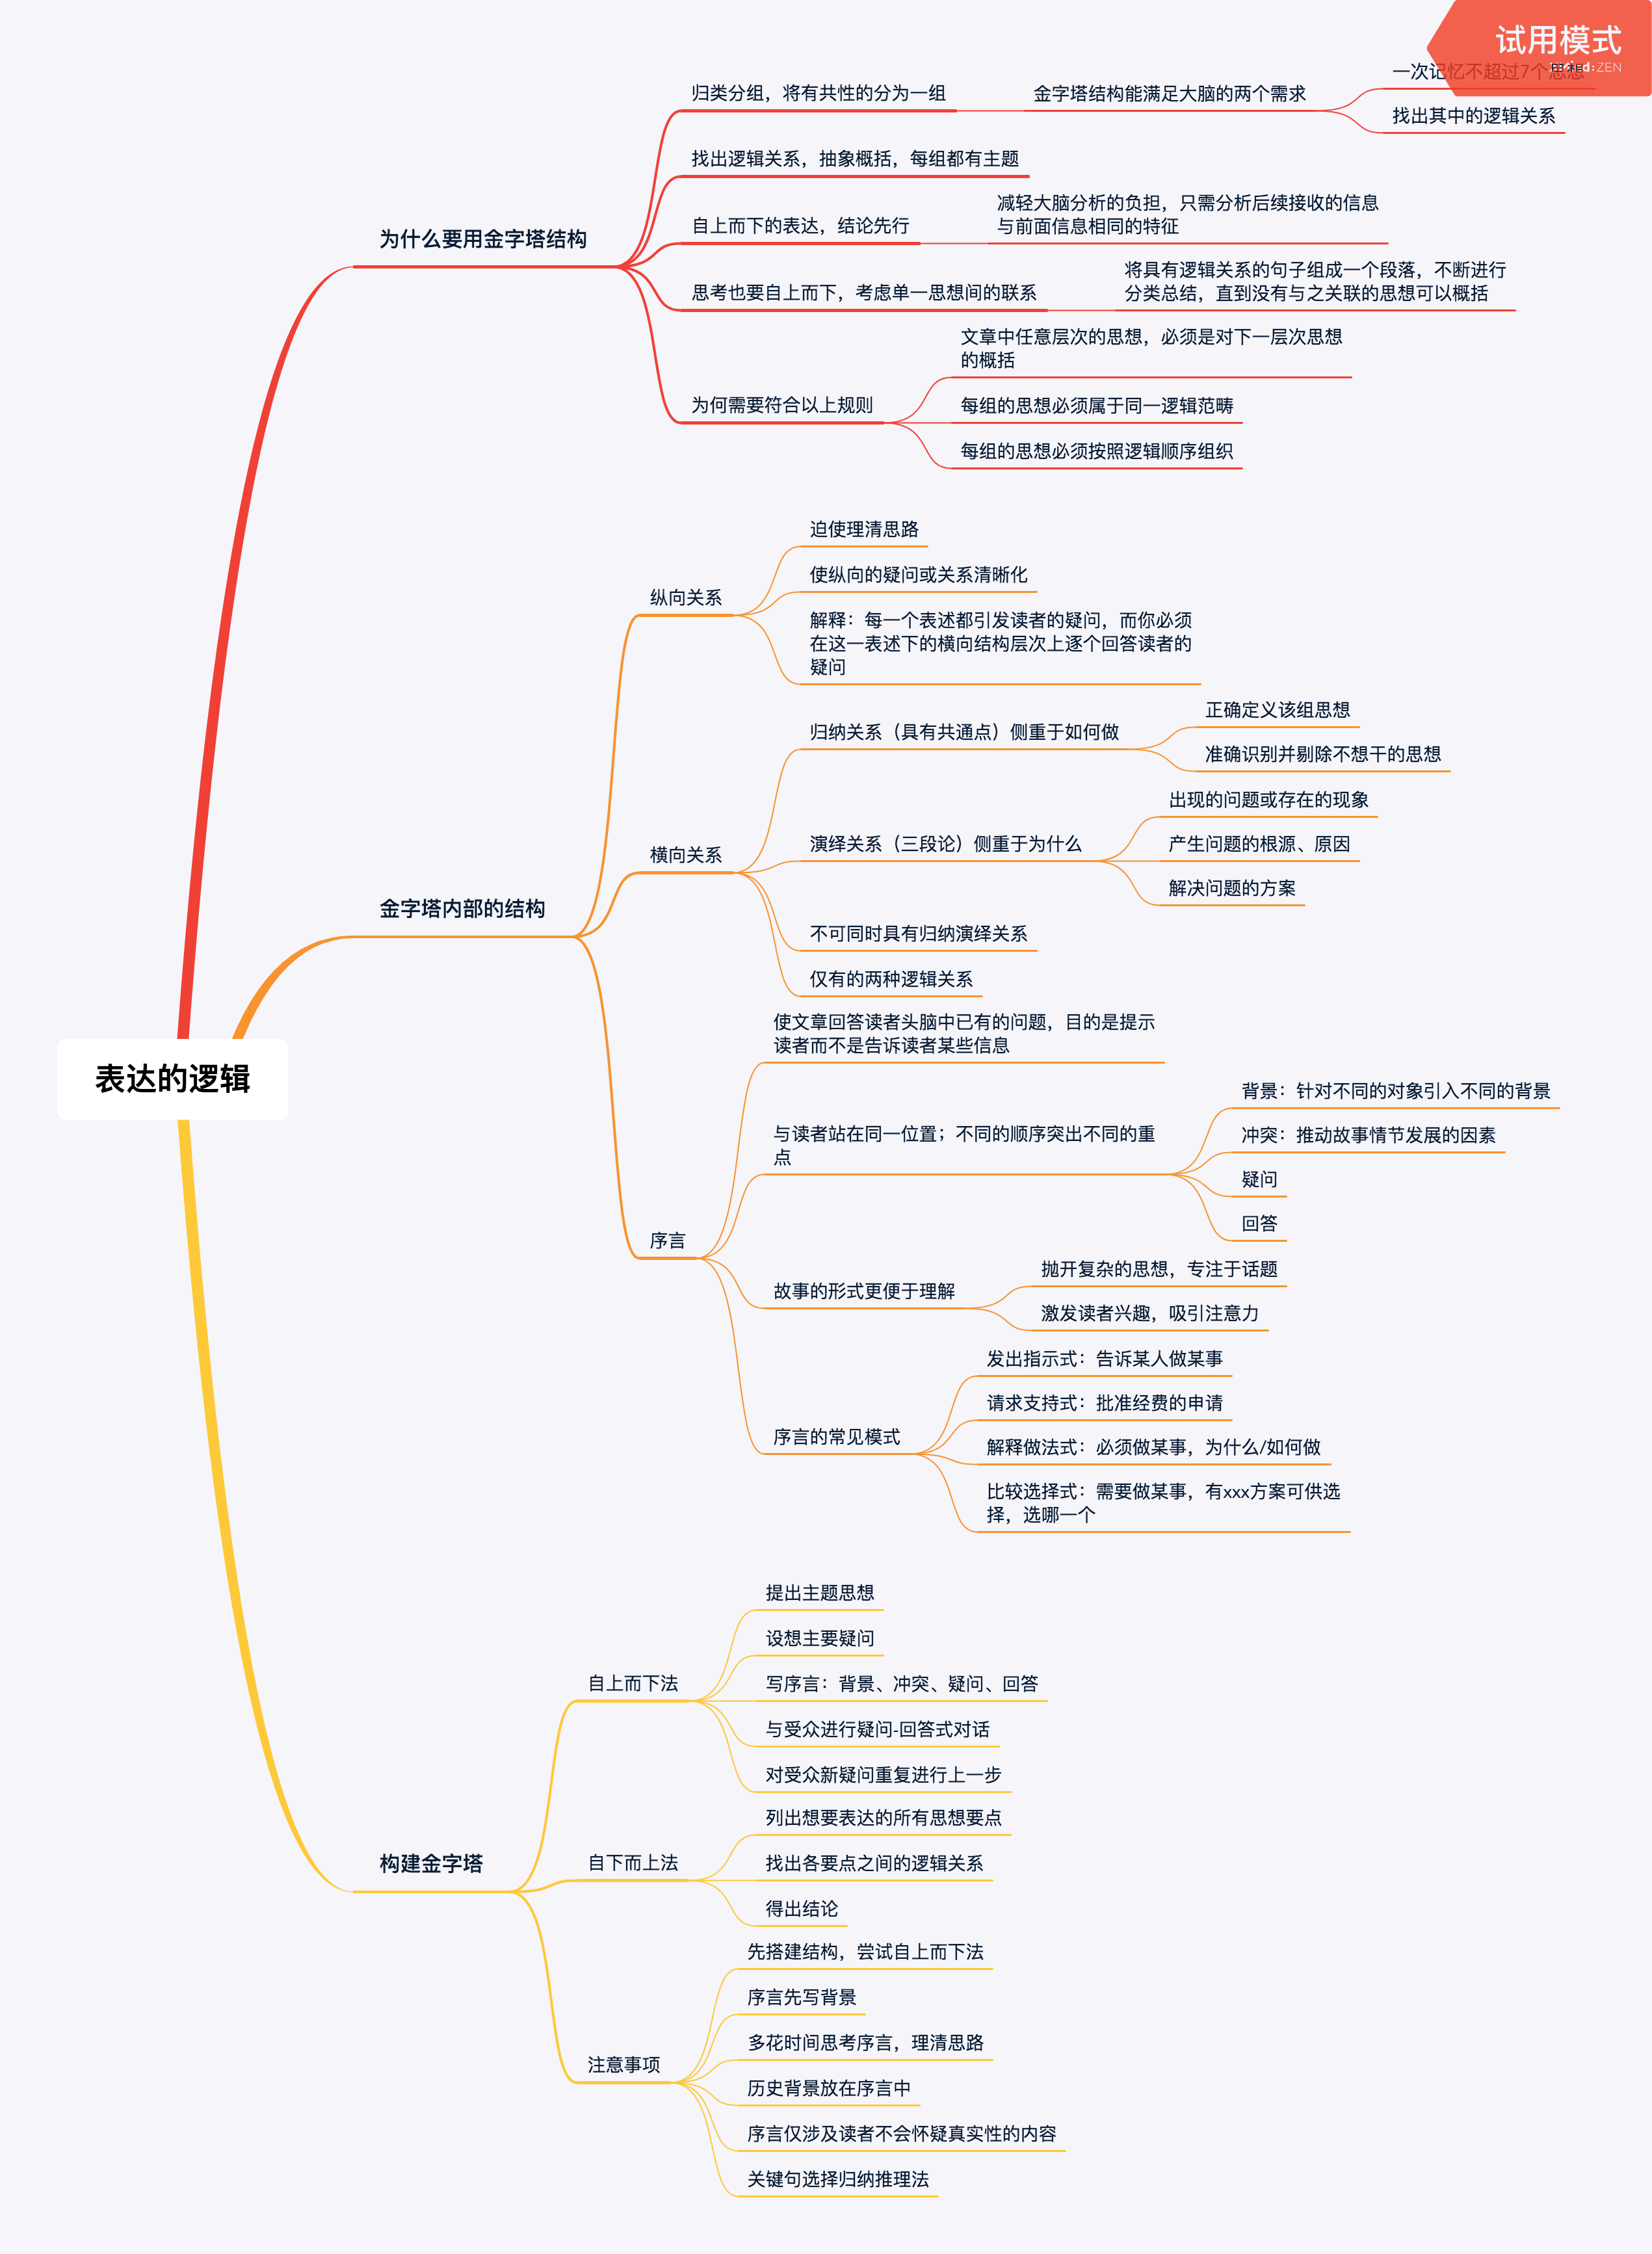 试用模式
XMind:ZEN
一次记忆不超过7个思想
归类分组，将有共性的分为一组
金字塔结构能满足大脑的两个需求
找出其中的逻辑关系
找出逻辑关系，抽象概括，每组都有主题
减轻大脑分析的负担，只需分析后续接收的信息
与前面信息相同的特征
自上而下的表达，结论先行
为什么要用金字塔结构
将具有逻辑关系的句子组成一个段落，不断进行
分类总结，直到没有与之关联的思想可以概括
思考也要自上而下，考虑单一思想间的联系
文章中任意层次的思想，必须是对下一层次思想
的概括
为何需要符合以上规则
每组的思想必须属于同一逻辑范畴
每组的思想必须按照逻辑顺序组织
迫使理清思路
使纵向的疑问或关系清晰化
纵向关系
解释：每一个表述都引发读者的疑问，而你必须
在这一表述下的横向结构层次上逐个回答读者的
疑问
正确定义该组思想
归纳关系（具有共通点）侧重于如何做
准确识别并剔除不想干的思想
出现的问题或存在的现象
演绎关系（三段论）侧重于为什么
产生问题的根源、原因
横向关系
解决问题的方案
金字塔内部的结构
不可同时具有归纳演绎关系
仅有的两种逻辑关系
使文章回答读者头脑中已有的问题，目的是提示
读者而不是告诉读者某些信息
表达的逻辑
背景：针对不同的对象引入不同的背景
与读者站在同一位置；不同的顺序突出不同的重
点
冲突：推动故事情节发展的因素
疑问
回答
序言
抛开复杂的思想，专注于话题
故事的形式更便于理解
激发读者兴趣，吸引注意力
发出指示式：告诉某人做某事
请求支持式：批准经费的申请
序言的常见模式
解释做法式：必须做某事，为什么/如何做
比较选择式：需要做某事，有xxx方案可供选
择，选哪一个
提出主题思想
设想主要疑问
自上而下法
写序言：背景、冲突、疑问、回答
与受众进行疑问-回答式对话
对受众新疑问重复进行上一步
列出想要表达的所有思想要点
构建金字塔
自下而上法
找出各要点之间的逻辑关系
得出结论
先搭建结构，尝试自上而下法
序言先写背景
多花时间思考序言，理清思路
注意事项
历史背景放在序言中
序言仅涉及读者不会怀疑真实性的内容
关键句选择归纳推理法